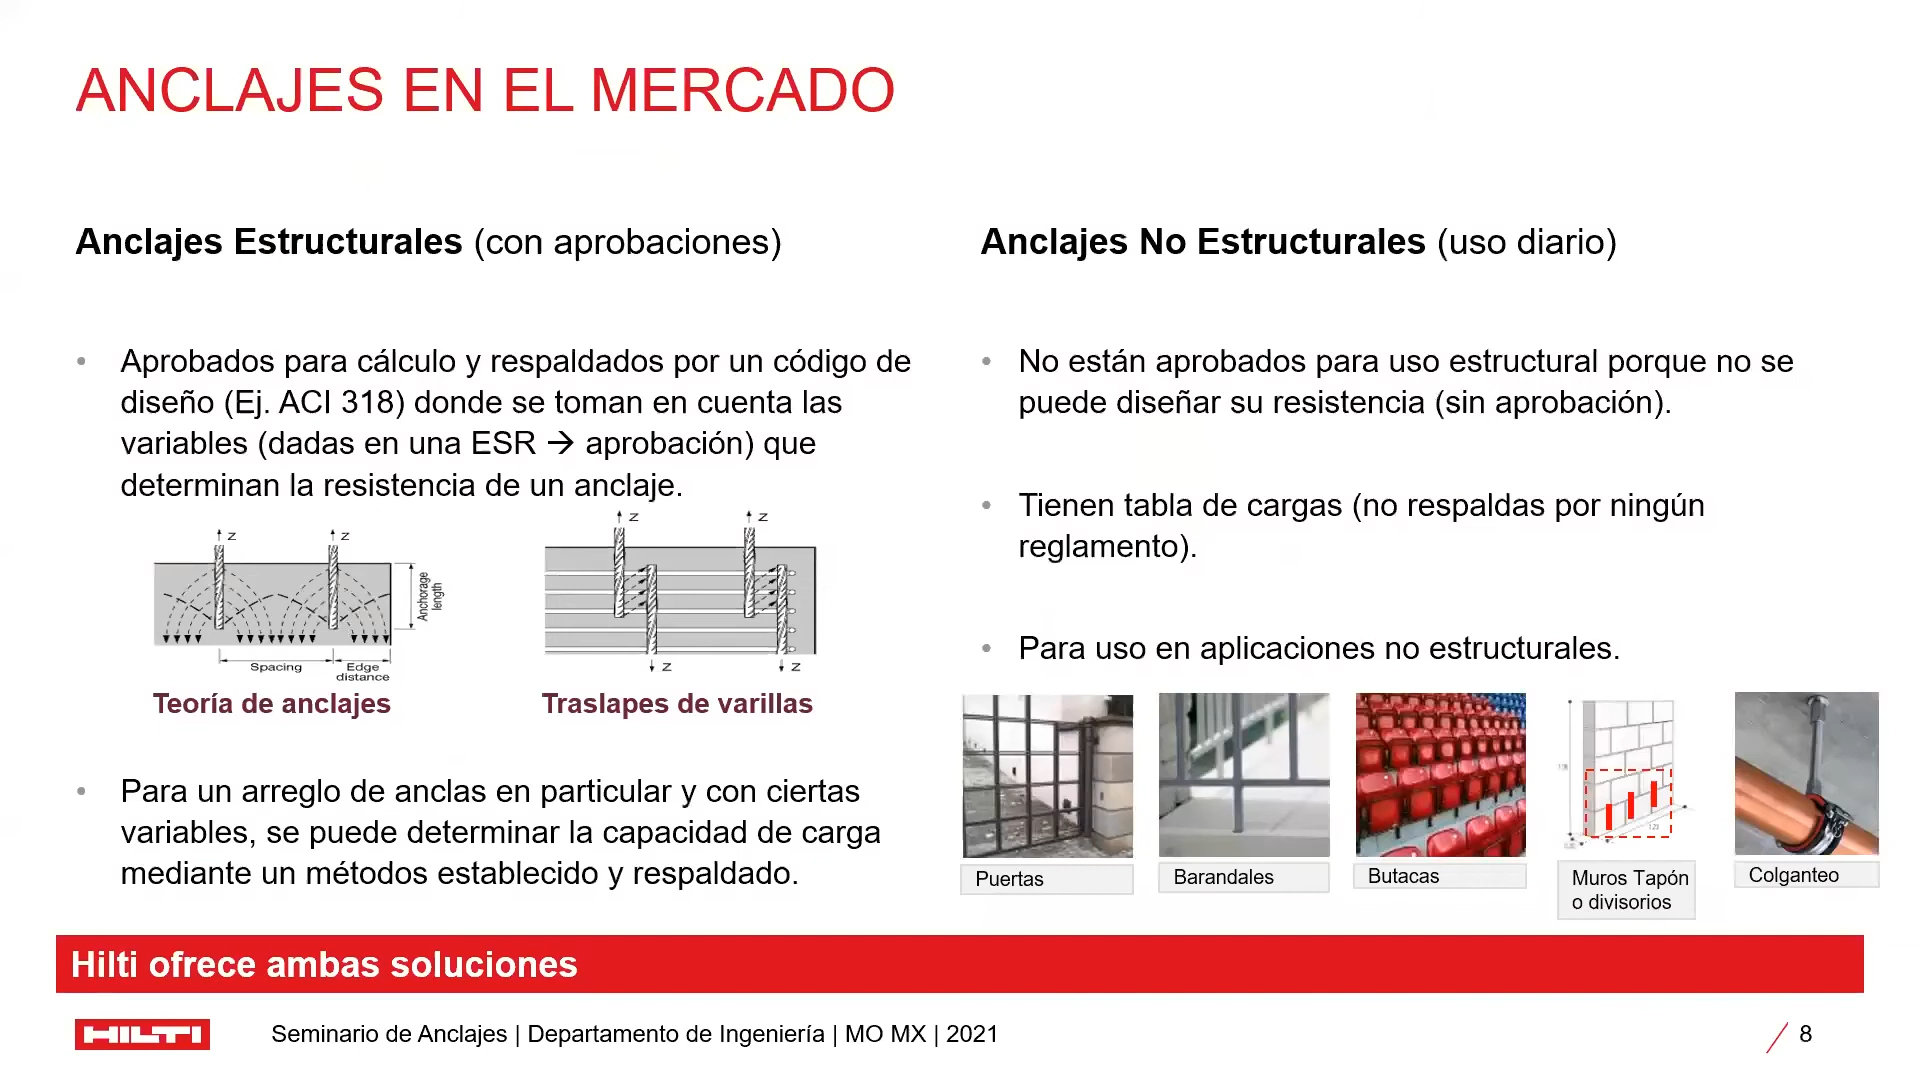 ANCLAJES EN EL MERCADO
Anclajes Estructurales (con aprobaciones)
• Aprobados para cálculo y respaldados por un código de
diseño (Ej. ACI 318) donde se toman en cuenta las
variables (dadas en una ESR → aprobación) que
determinan la resistencia de un anclaje.
z z
Anchorage
length
Spacing
Edge
distance
Teoría de anclajes
z z
z z
Traslapes de varillas
• Para un arreglo de anclas en particular y con ciertas
variables, se puede determinar la capacidad de carga
mediante un métodos establecido y respaldado.
Anclajes No Estructurales (uso diario)
• No están aprobados para uso estructural porque no se
puede diseñar su resistencia (sin aprobación).
• Tienen tabla de cargas (no respaldas por ningún
reglamento).
• Para uso en aplicaciones no estructurales.
Puertas
Barandales
Butacas
Muros Tapón
o divisorios
Colganteo
Hilti ofrece ambas soluciones
HILTI
Seminario de Anclajes | Departamento de Ingeniería | MO MX | 2021
8